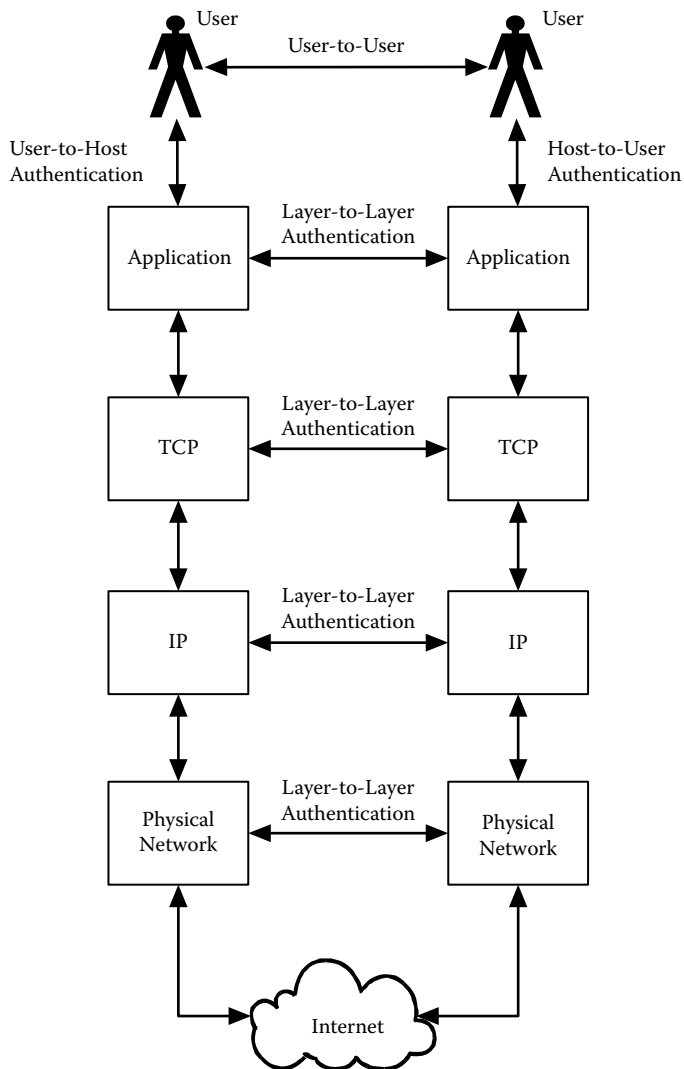 User
User
User-to-User
User-to-Host
Authentication
Host-to-User
Authentication
Layer-to-Layer
Authentication
Application
Application
Layer-to-Layer
Authentication
TCP
TCP
Layer-to-Layer
Authentication
IP
IP
Layer-to-Layer
Authentication
Physical
Network
Physical
Network
Internet